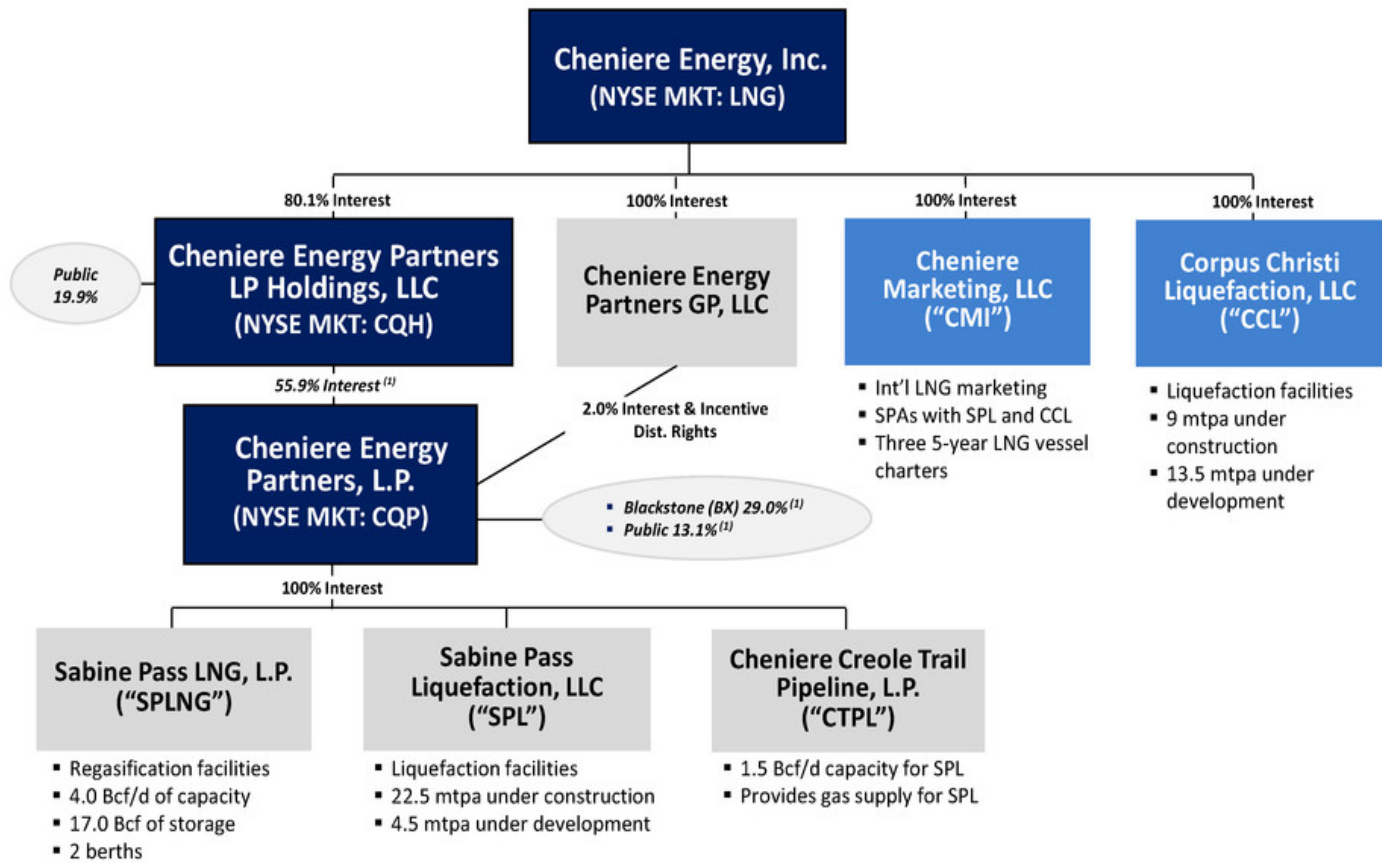 Cheniere Energy, Inc.
(NYSE MKT: LNG)
80.1% Interest
100% Interest
100% Interest
100% Interest
Public
19.9%
Cheniere Energy Partners
LP Holdings, LLC
(NYSE MKT: CQH)
Cheniere Energy
Partners GP, LLC
Cheniere
Marketing, LLC
(“CMI”)
Corpus Christi
Liquefaction, LLC
(“CCL”)
▪ Int’l LNG marketing
▪ SPAs with SPL and CCL
▪ Three 5-year LNG vessel
charters
▪ Liquefaction facilities
▪ 9 mtpa under
construction
▪ 13.5 mtpa under
development
55.9% Interest (1)
2.0% Interest & Incentive
Dist. Rights
Cheniere Energy
Partners, L.P.
(NYSE MKT: CQP)
▪ Blackstone (BX) 29.0% (1)
▪ Public 13.1% (1)
100% Interest
Sabine Pass LNG, L.P.
(“SPLNG”)
▪ Regasification facilities
▪ 4.0 Bcf/d of capacity
▪ 17.0 Bcf of storage
▪ 2 berths
Sabine Pass
Liquefaction, LLC
(“SPL”)
▪ Liquefaction facilities
▪ 22.5 mtpa under construction
▪ 4.5 mtpa under development
Cheniere Creole Trail
Pipeline, L.P.
(“CTPL”)
▪ 1.5 Bcf/d capacity for SPL
▪ Provides gas supply for SPL